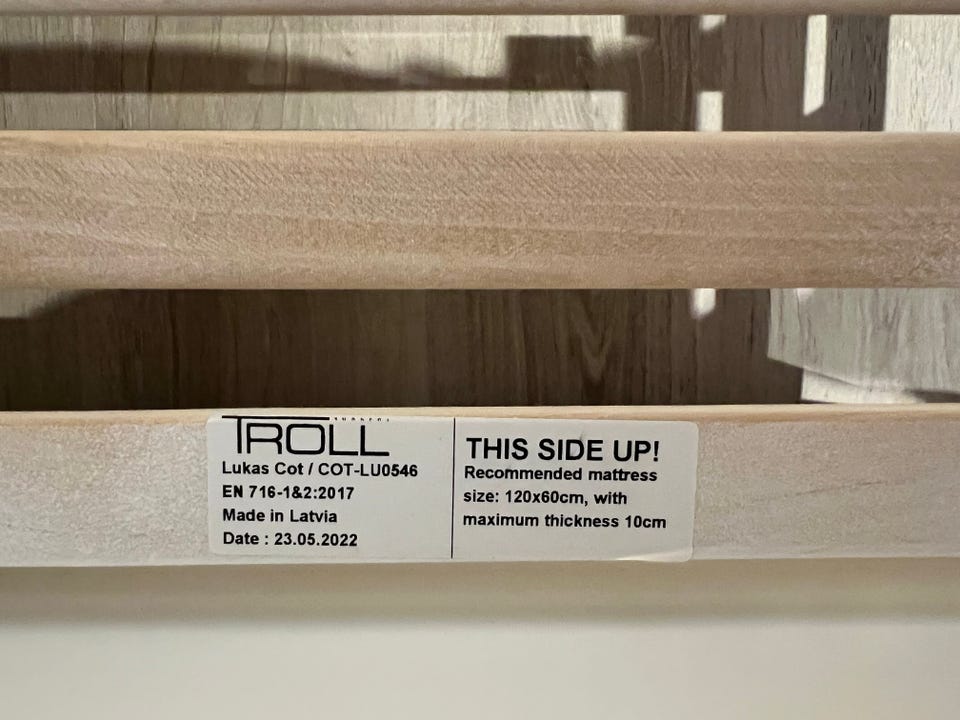 TROLL
Lukas Cot / COT-LU0546
EN 716-1&2:2017
Made in Latvia
Date : 23.05.2022
THIS SIDE UP!
Recommended mattress
size: 120x60cm, with
maximum thickness 10cm